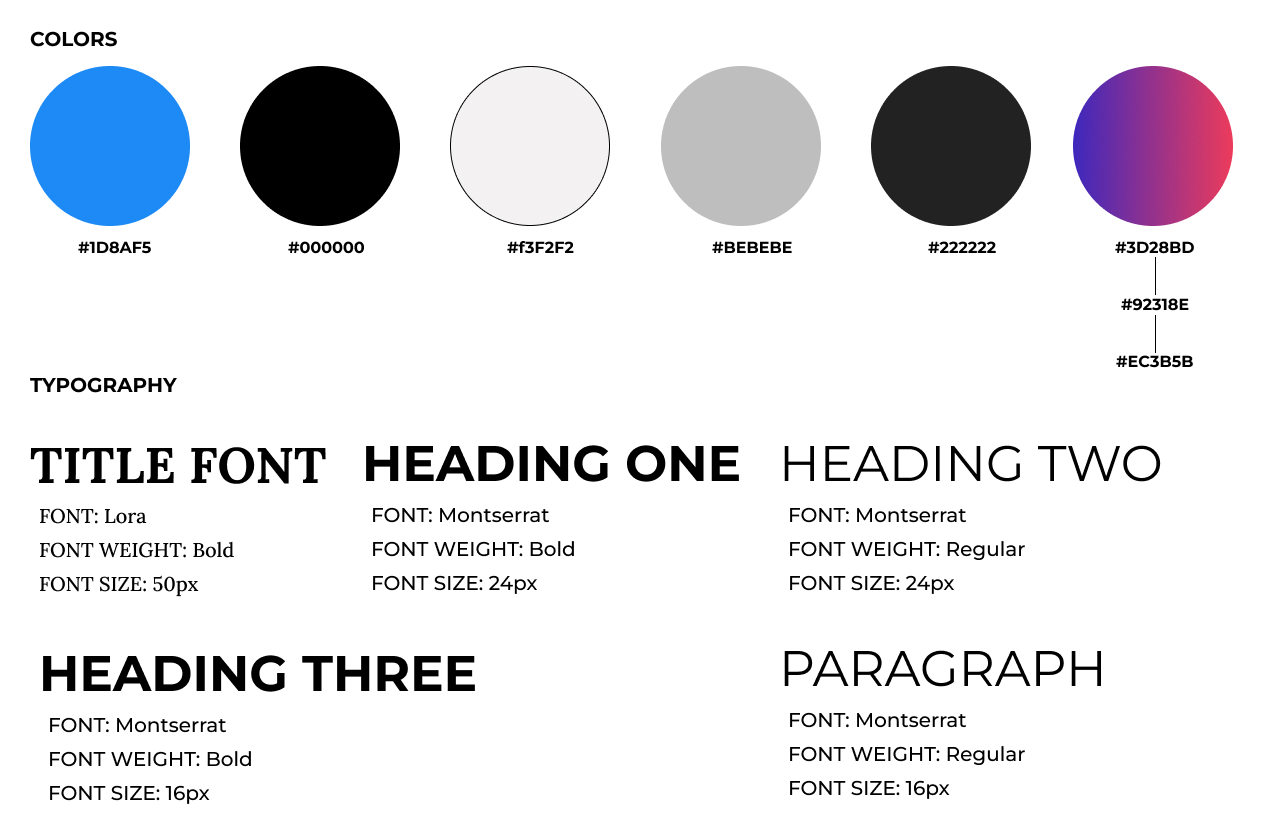 COLORS
#1D8AF5
#000000
#f3F2F2
#BEBEBE
#222222
#3D28BD
#92318E
#EC3B5B
TYPOGRAPHY
TITLE FONT
FONT: Lora
FONT WEIGHT: Bold
FONT SIZE: 50px
HEADING ONE
FONT: Montserrat
FONT WEIGHT: Bold
FONT SIZE: 24px
HEADING TWO
FONT: Montserrat
FONT WEIGHT: Regular
FONT SIZE: 24px
HEADING THREE
FONT: Montserrat
FONT WEIGHT: Bold
FONT SIZE: 16px
PARAGRAPH
FONT: Montserrat
FONT WEIGHT: Regular
FONT SIZE: 16px